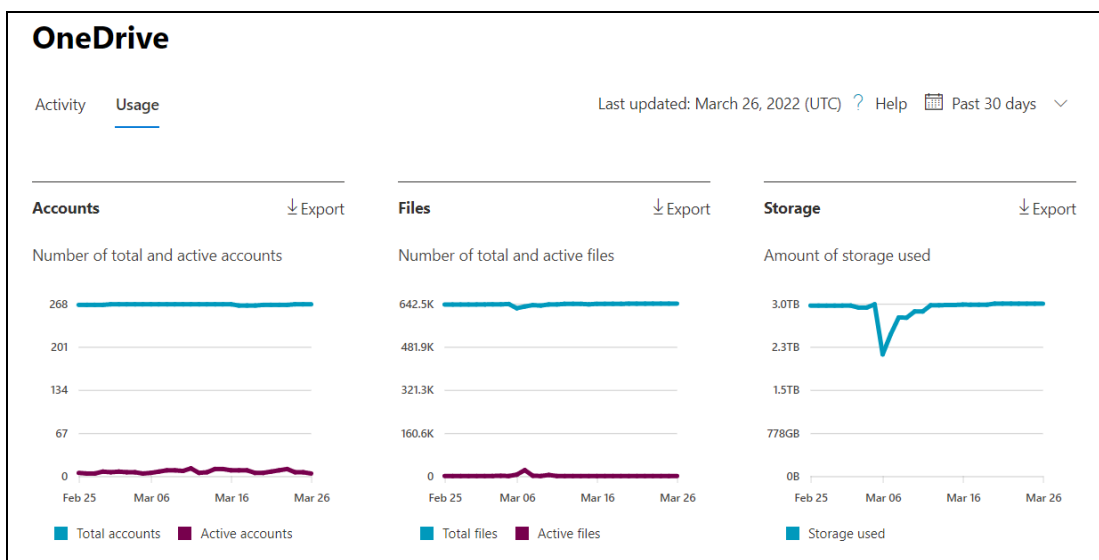 OneDrive
Activity Usage
Last updated: March 26, 2022 (UTC) ? Help Past 30 days
Accounts Export
Number of total and active accounts
268
201
134
67
0
Feb 25 Mar 06 Mar 16 Mar 26
Total accounts Active accounts
Files Export
Number of total and active files
642.5K
481.9K
321.3K
160.6K
0
Feb 25 Mar 06 Mar 16 Mar 26
Total files Active files
Storage Export
Amount of storage used
3.0TB
2.3TB
1.5TB
778GB
0B
Feb 25 Mar 06 Mar 16 Mar 26
Storage used